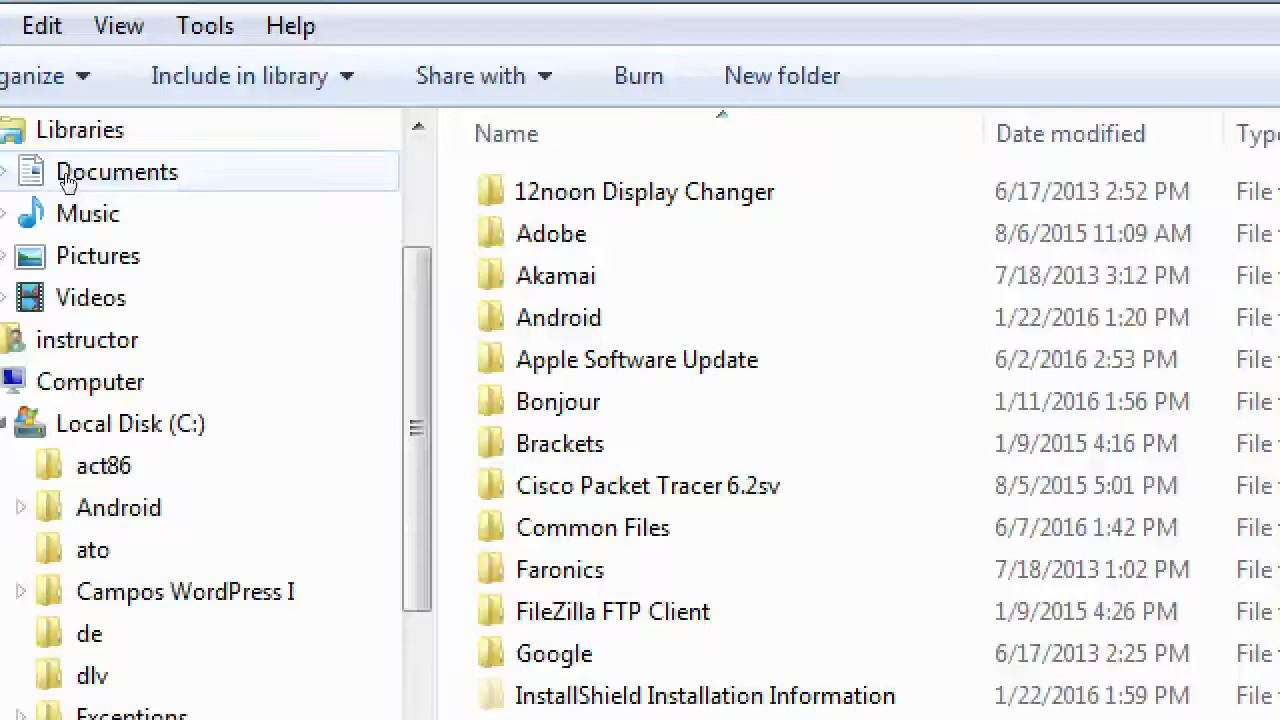 Edit View Tools Help
ganize Include in library Share with Burn New folder
Libraries
Documents
Music
Pictures
Videos
instructor
Computer
Local Disk (C:)
act86
Android
ato
Campos WordPress I
de
dlv
Exceptions
Name Date modified Type
12noon Display Changer 6/17/2013 2:52 PM File
Adobe 8/6/2015 11:09 AM File
Akamai 7/18/2013 3:12 PM File
Android 1/22/2016 1:20 PM File
Apple Software Update 6/2/2016 2:53 PM File
Bonjour 1/11/2016 1:56 PM File
Brackets 1/9/2015 4:16 PM File
Cisco Packet Tracer 6.2sv 8/5/2015 5:01 PM File
Common Files 6/7/2016 1:42 PM File
Faronics 7/18/2013 1:02 PM File
FileZilla FTP Client 1/9/2015 4:26 PM File
Google 6/17/2013 2:25 PM File
InstallShield Installation Information 1/22/2016 1:59 PM File